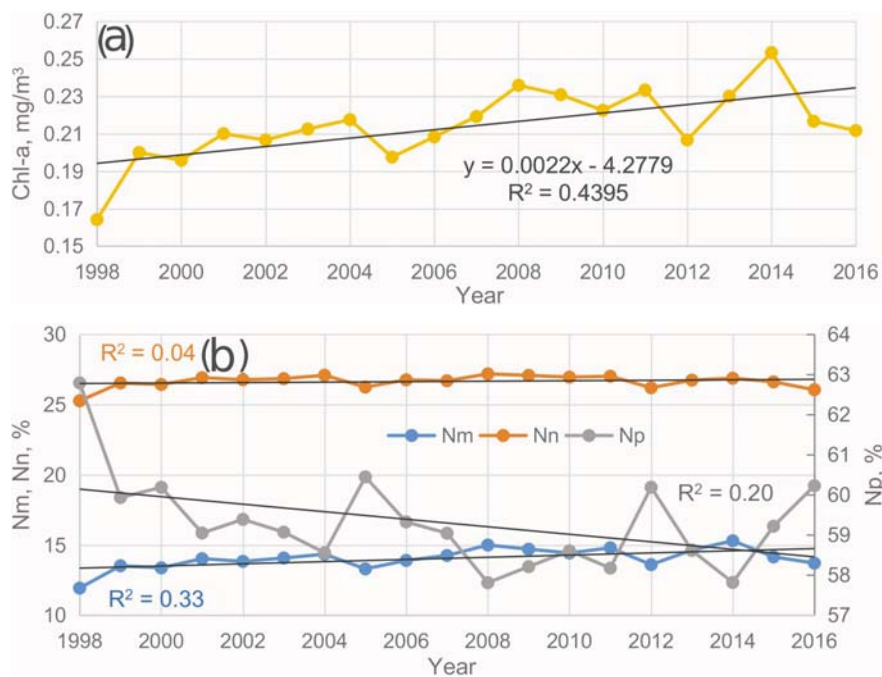 (a)
Chl-a, mg/m³
0.27
0.25
0.23
0.21
0.19
0.17
0.15
y = 0.0022x - 4.2779
R² = 0.4395
1998 2000 2002 2004 2006 2008 2010 2012 2014 2016
Year
(b)
Nm, Nn, %
30
25
20
15
10
R² = 0.04
Nm Nn Np
R² = 0.20
R² = 0.33
64
63
62
61
60
59
58
57
Np, %
1998 2000 2002 2004 2006 2008 2010 2012 2014 2016
Year